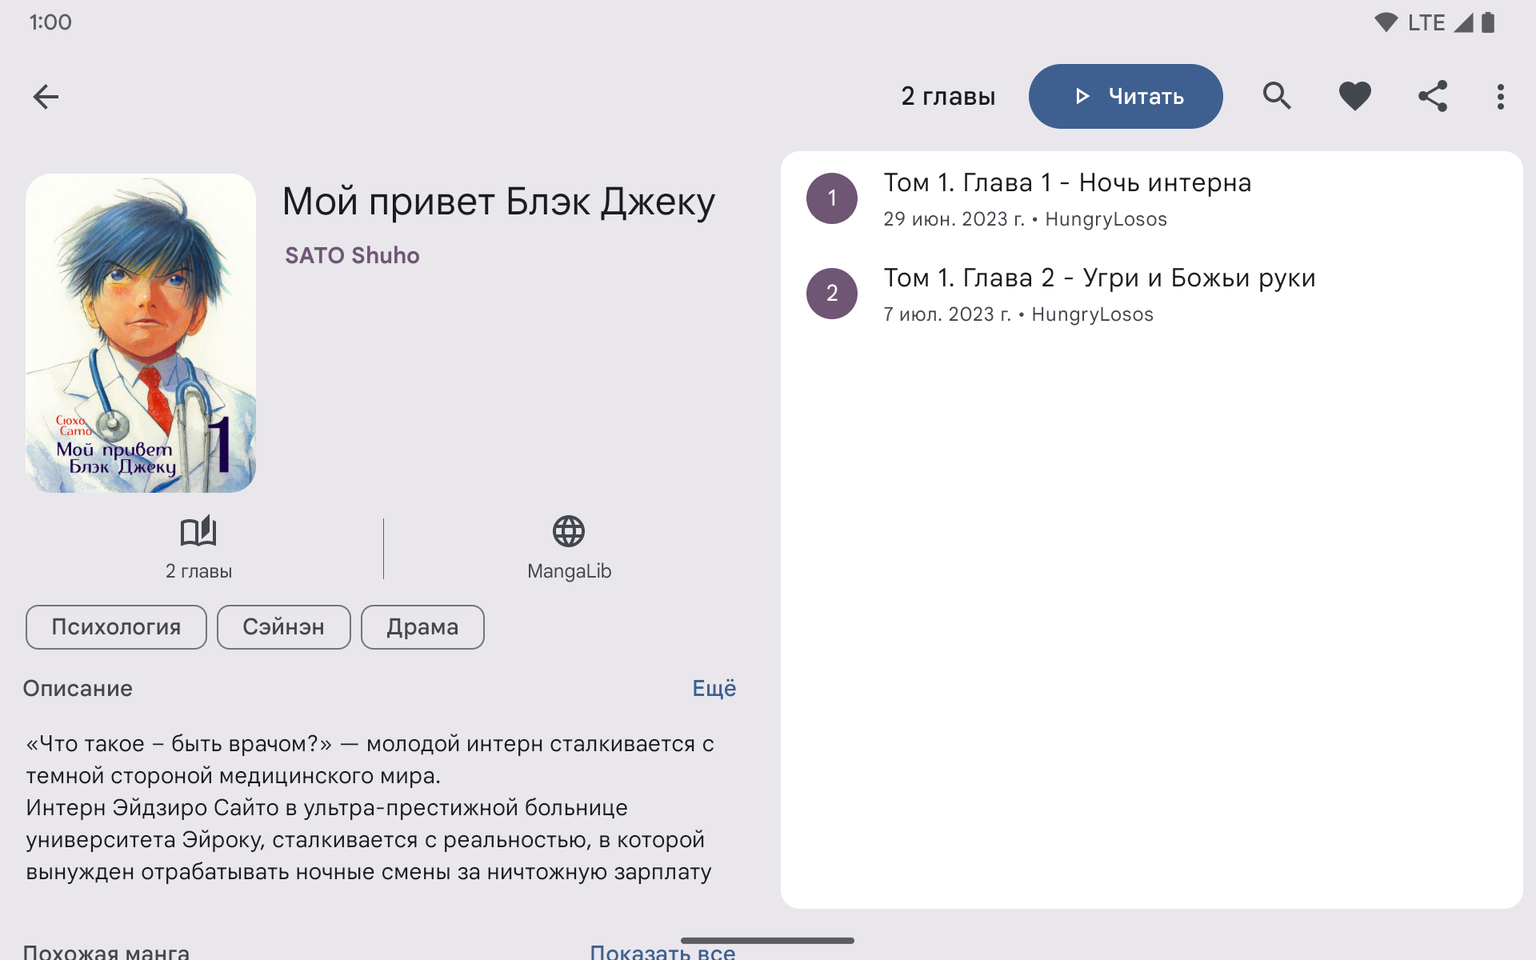 1:00
LTE
2 главы
Читать
Мой привет Блэк Джеку
SATO Shuho
Сюхо
Сато
Мой привет
Блэк Джеку
1
2 главы
MangaLib
Психология
Сэйнэн
Драма
Описание
Ещё
«Что такое – быть врачом?» — молодой интерн сталкивается с
темной стороной медицинского мира.
Интерн Эйдзиро Сайто в ультра-престижной больнице
университета Эйроку, сталкивается с реальностью, в которой
вынужден отрабатывать ночные смены за ничтожную зарплату
Похожая манга
Показать все
1
Том 1. Глава 1 - Ночь интерна
29 июн. 2023 г. • HungryLosos
2
Том 1. Глава 2 - Угри и Божьи руки
7 июл. 2023 г. • HungryLosos